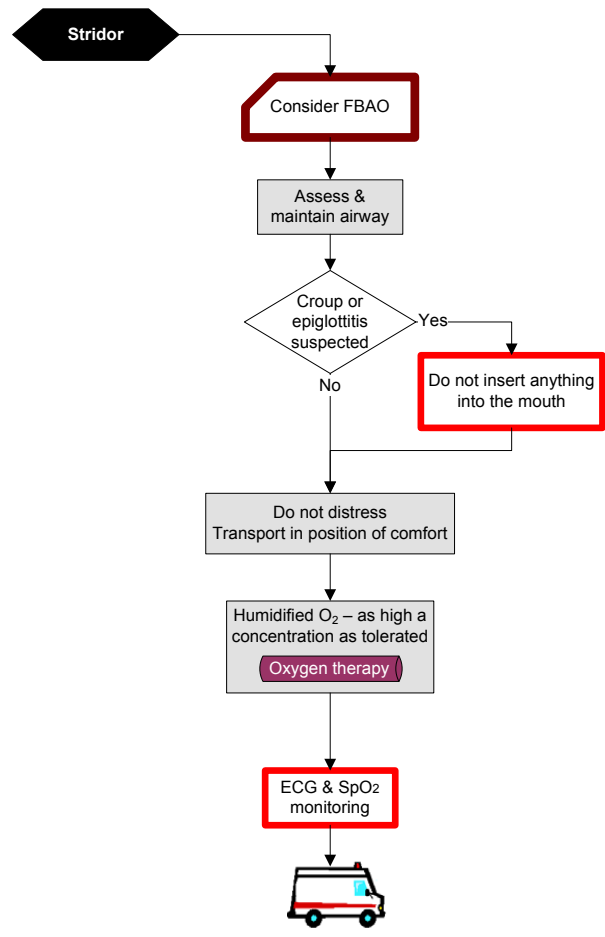 Stridor
Consider FBAO
Assess &
maintain airway
Croup or
epiglottitis
suspected
Yes
No
Do not insert anything
into the mouth
Do not distress
Transport in position of comfort
Humidified O₂ – as high a
concentration as tolerated
Oxygen therapy
ECG & SpO₂
monitoring